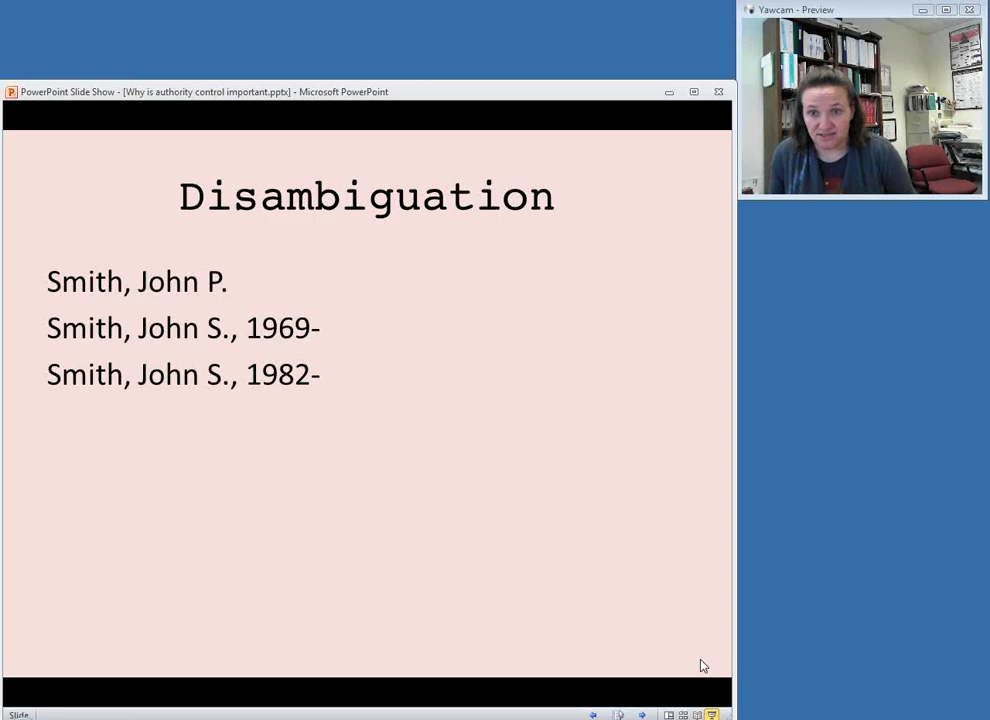 Yawcam - Preview
PowerPoint Slide Show - [Why is authority control important.pptx] - Microsoft PowerPoint
Disambiguation
Smith, John P.
Smith, John S., 1969-
Smith, John S., 1982-
Slide